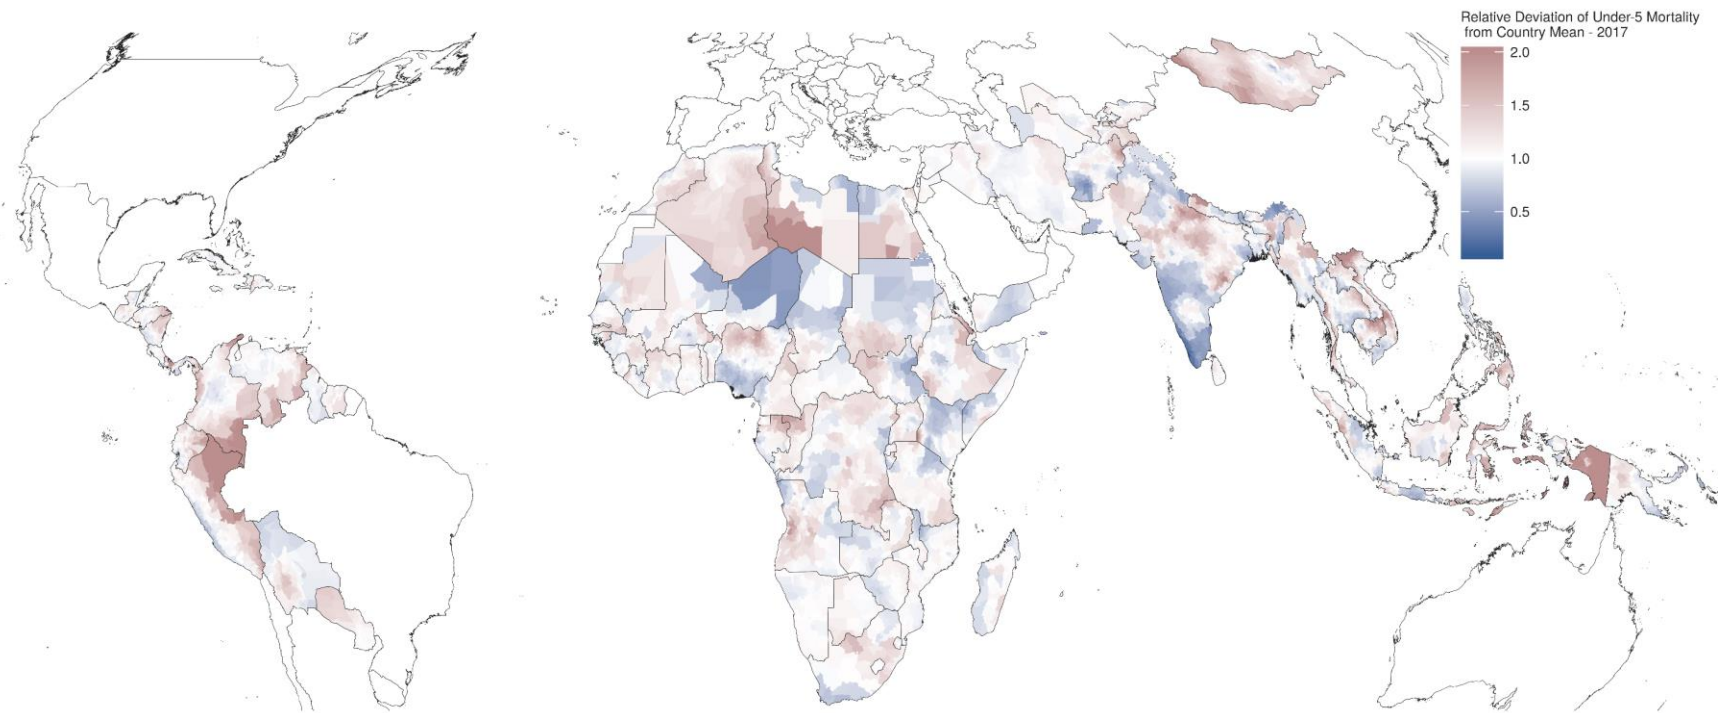 Relative Deviation of Under-5 Mortality
from Country Mean - 2017
2.0
1.5
1.0
0.5